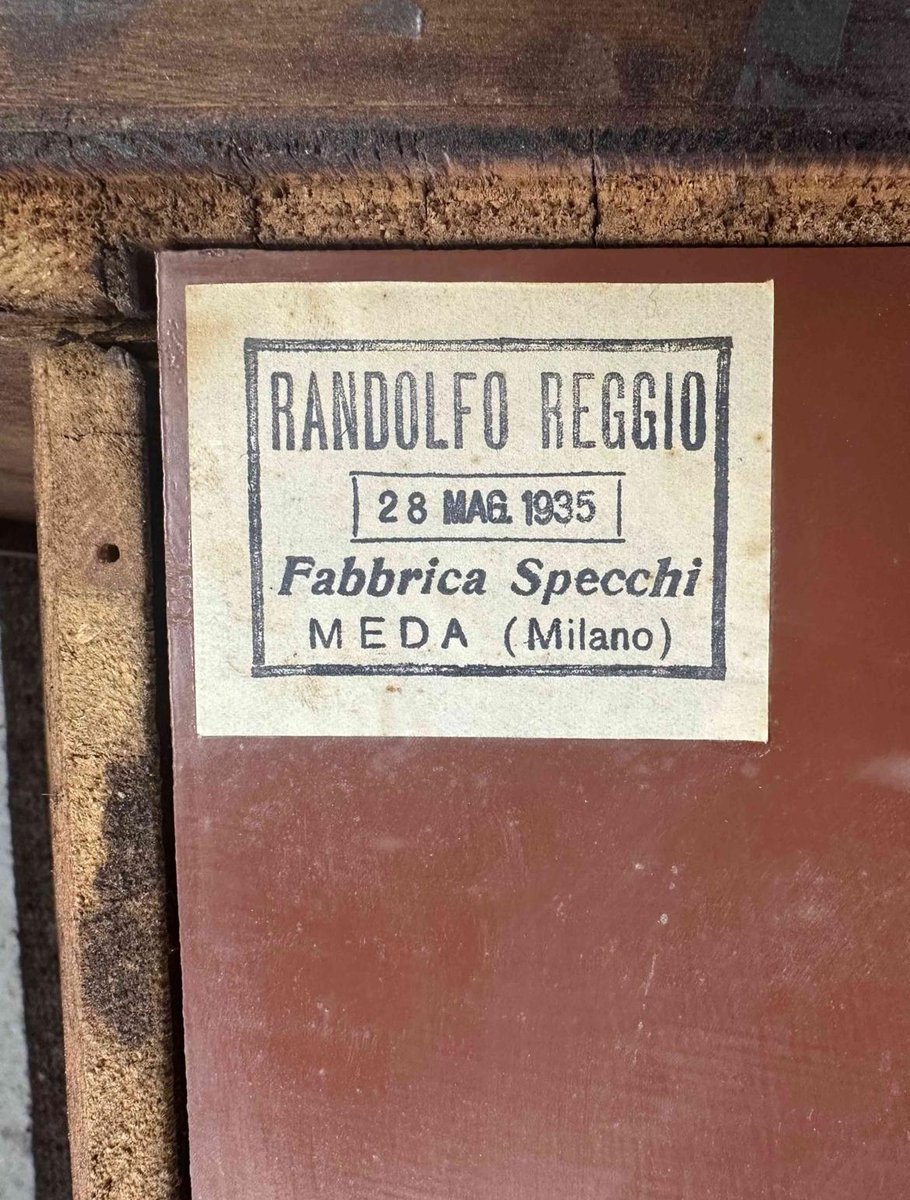 RANDOLFO REGGIO
28 MAG. 1935
Fabbrica Specchi
MEDA (Milano)